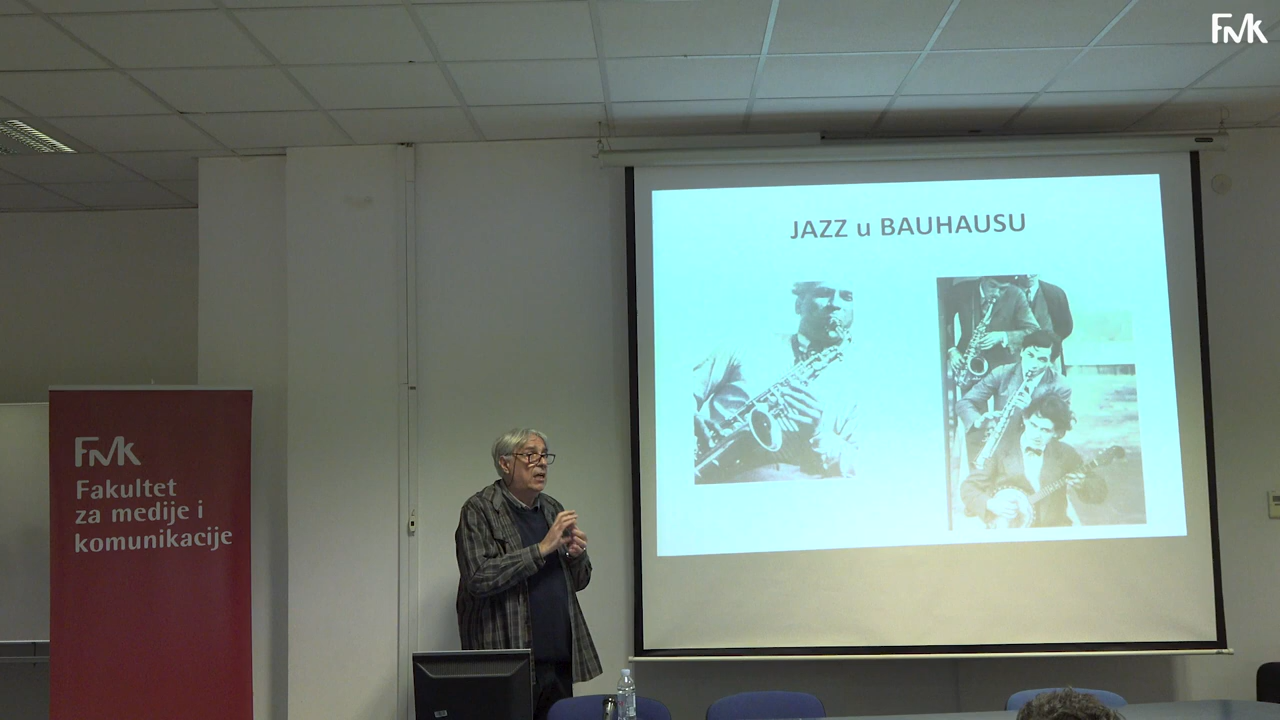 FMK
JAZZ u BAUHAUSU
FMK
Fakultet
za medije i
komunikacije